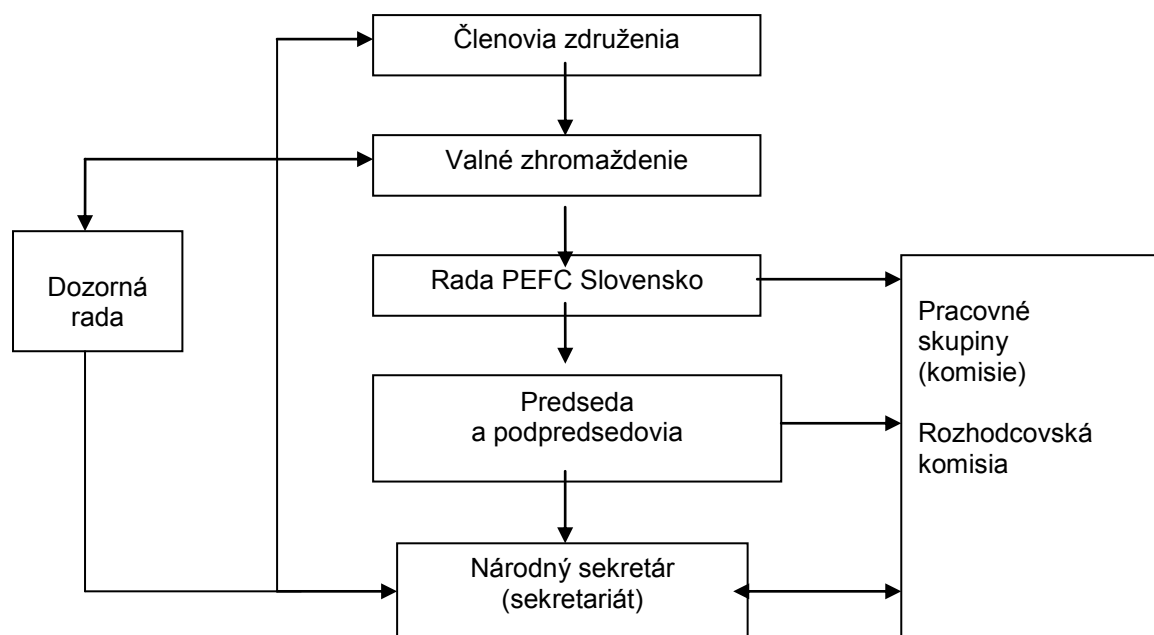 Členovia združenia
Valné zhromaždenie
Dozorná
rada
Rada PEFC Slovensko
Pracovné
skupiny
(komisie)
Rozhodcovská
komisia
Predseda
a podpredsedovia
Národný sekretár
(sekretariát)